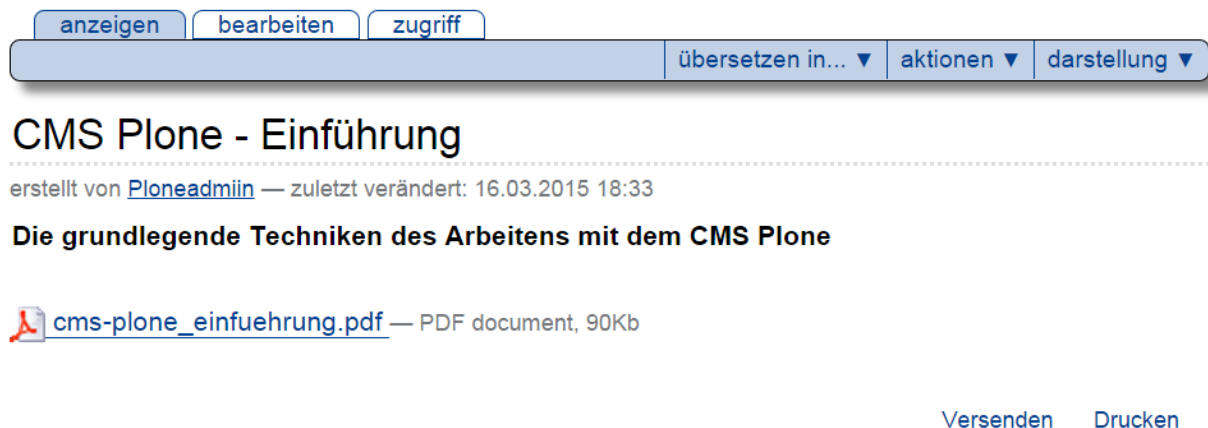 anzeigen bearbeiten zugriff
übersetzen in... ▼ aktionen ▼ darstellung ▼
CMS Plone - Einführung
erstellt von Ploneadmiin — zuletzt verändert: 16.03.2015 18:33
Die grundlegende Techniken des Arbeitens mit dem CMS Plone
cms-plone_einfuehrung.pdf — PDF document, 90Kb
Versenden Drucken